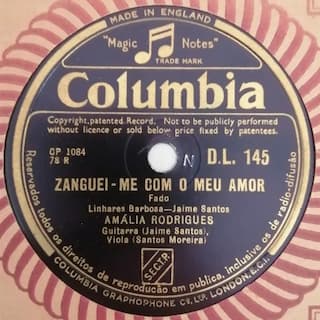 MADE IN ENGLAND
"Magic Notes"
TRADE MARK
Columbia
Copyright, patented Record. Not to be publicly performed
without licence or sold below price fixed by patentees.
CP 1084
78 R
N
D.L. 145
ZANGUEI-ME COM O MEU AMOR
Fado
Linhares Barbosa-Jaime Santos
AMÁLIA RODRIGUES
Guitarra (Jaime Santos),
Viola (Santos Moreira)
S.E.C.T.P.
Reservados todos os direitos de reprodução em publica, inclusive os de radio-difusão
COLUMBIA GRAPHOPHONE CY. LTD. LONDON. E.C.1.